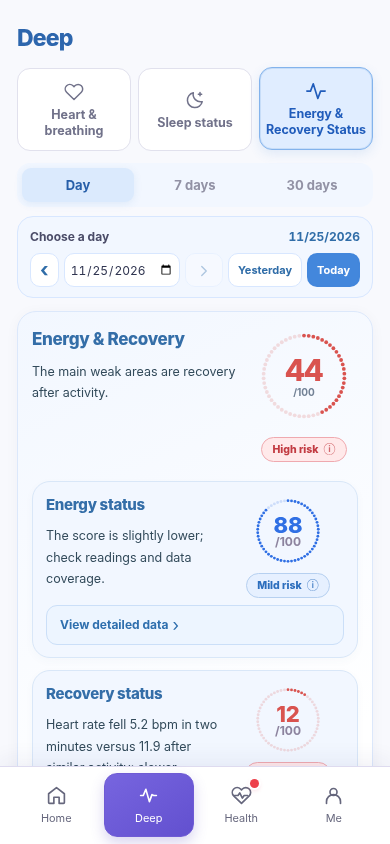 Deep
Heart &
breathing
Sleep status
Energy &
Recovery Status
Day
7 days
30 days
Choose a day
11/25/2026
11/25/2026
Yesterday
Today
Energy & Recovery
The main weak areas are recovery
after activity.
44
/100
High risk ⓘ
Energy status
The score is slightly lower;
check readings and data
coverage.
88
/100
Mild risk ⓘ
View detailed data ›
Recovery status
Heart rate fell 5.2 bpm in two
minutes versus 11.9 after
similar activity; slower
12
/100
Home
Deep
Health
Me